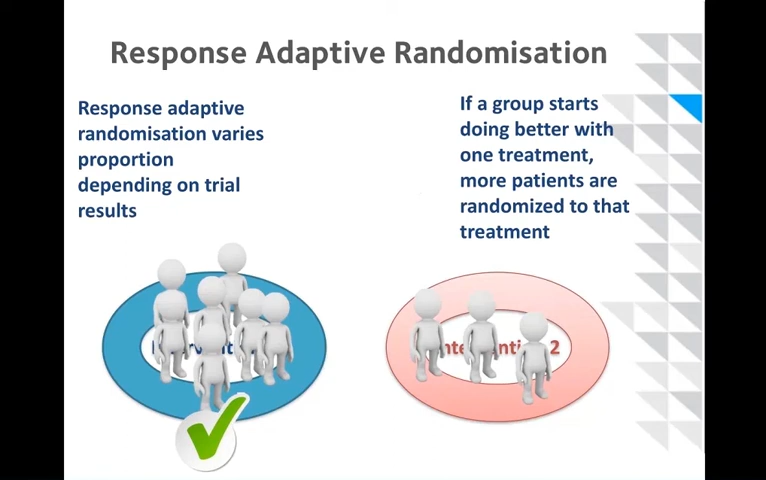 Response Adaptive Randomisation
Response adaptive
randomisation varies
proportion
depending on trial
results
If a group starts
doing better with
one treatment,
more patients are
randomized to that
treatment
2